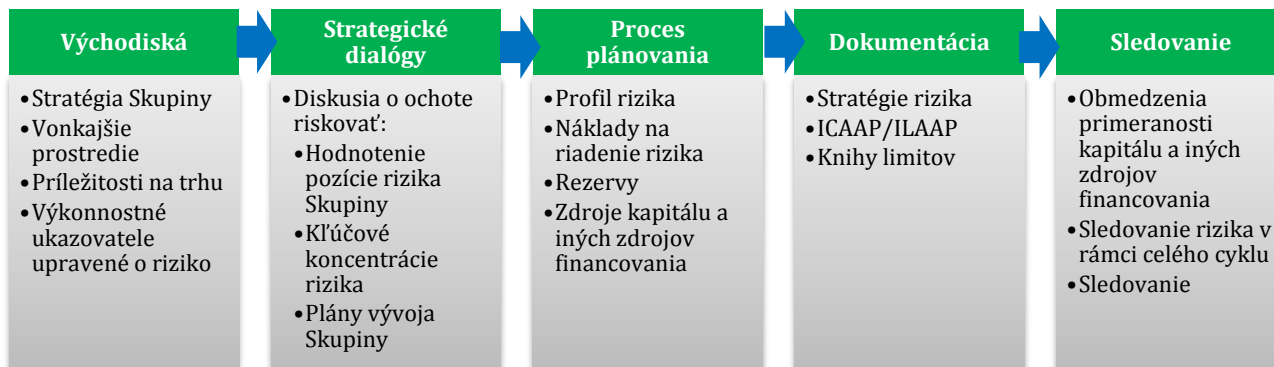 Východiská
•Stratégia Skupiny
•Vonkajšie
prostredie
•Príležitosti na trhu
•Výkonnostné
ukazovatele
upravené o riziko
Strategické
dialógy
•Diskusia o ochote
riskovať:
•Hodnotenie
pozície rizika
Skupiny
•Kľúčové
koncentrácie
rizika
•Plány vývoja
Skupiny
Proces
plánovania
•Profil rizika
•Náklady na
riadenie rizika
•Rezervy
•Zdroje kapitálu a
iných zdrojov
financovania
Dokumentácia
•Stratégie rizika
•ICAAP/ILAAP
•Knihy limitov
Sledovanie
•Obmedzenia
primeranosti
kapitálu a iných
zdrojov
financovania
•Sledovanie rizika v
rámci celého cyklu
•Sledovanie